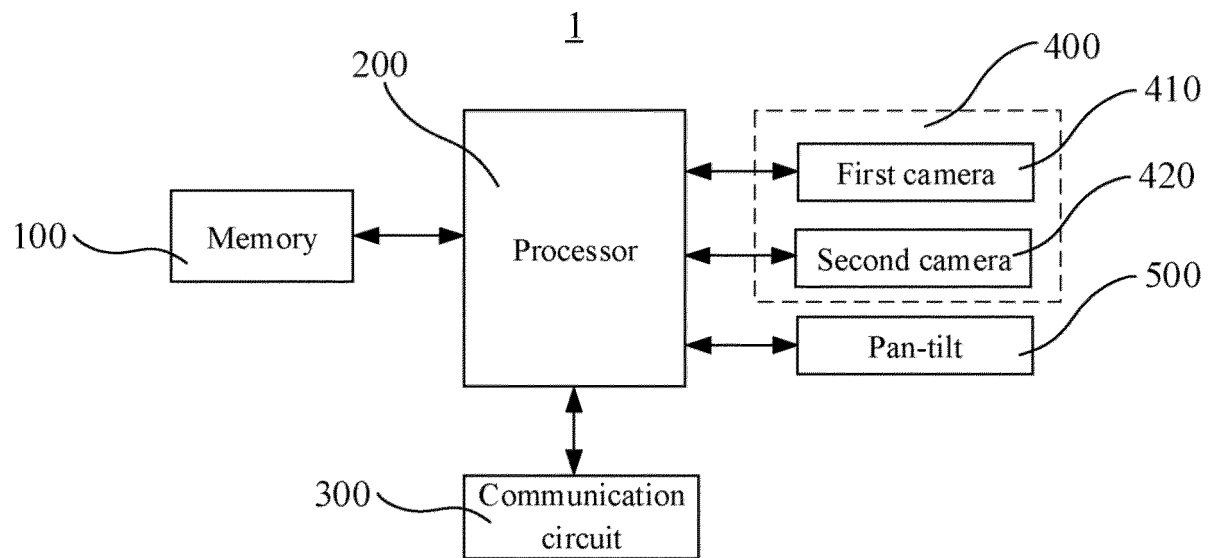 1
200
400
410
First camera
420
100
Memory
Processor
Second camera
500
Pan-tilt
300
Communication
circuit